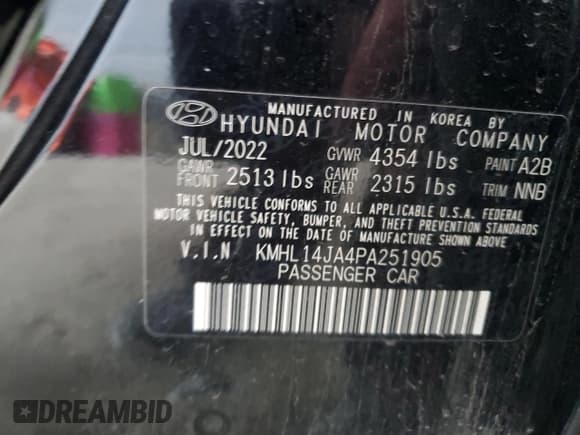 MANUFACTURED IN KOREA BY
HYUNDAI MOTOR COMPANY
JUL/2022 GVWR 4354 lbs PAINT A2B
GAWR FRONT 2513 lbs GAWR REAR 2315 lbs TRIM NNB
THIS VEHICLE CONFORMS TO ALL APPLICABLE U.S.A. FEDERAL
MOTOR VEHICLE SAFETY, BUMPER, AND THEFT PREVENTION STANDARDS
IN EFFECT ON THE DATE OF MANUFACTURE SHOWN ABOVE.
V.I.N KMHL14JA4PA251905
PASSENGER CAR
DREAMBID